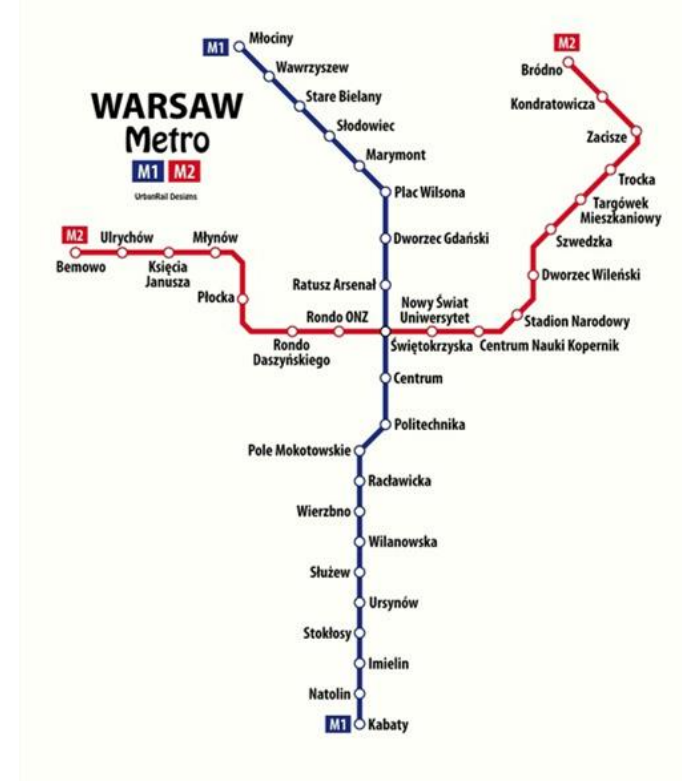 M1
Młociny
M2
Bródno
Wawrzyszew
Stare Bielany
Kondratowicza
WARSAW
Metro
M1 M2
UrbanRail Designs
Słodowiec
Zacisze
Marymont
Trocka
Plac Wilsona
Targówek
Mieszkaniowy
M2
Ulrychów
Młynów
Dworzec Gdański
Szwedzka
Bemowo
Księcia
Janusza
Dworzec Wileński
Ratusz Arsenał
Płocka
Nowy Świat
Uniwersytet
Rondo ONZ
Stadion Narodowy
Rondo
Daszyńskiego
Świętokrzyska
Centrum Nauki Kopernik
Centrum
Politechnika
Pole Mokotowskie
Racławicka
Wierzbno
Wilanowska
Służew
Ursynów
Stokłosy
Imielin
Natolin
M1
Kabaty